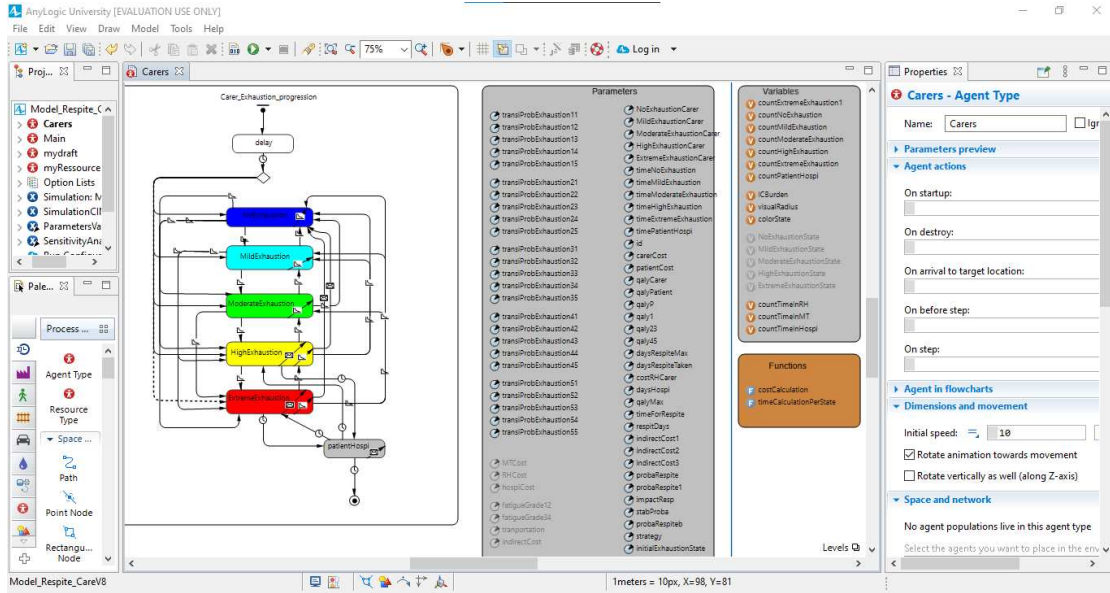 AnyLogic University [EVALUATION USE ONLY]
File Edit View Draw Model Tools Help
75%
Log in
Proj...
Carers
Properties
Model_Respite_C
Carers
Main
mydraft
myRessource
Option Lists
Simulation: M
SimulationCII
ParametersVa
SensitivityAna
Pale...
Process ...
Agent Type
Resource
Type
Space ...
Path
Point Node
Rectangu...
Node
Carer_Exhaustion_progression
delay
MildExhaustion
ModerateExhaustion
HighExhaustion
ExtremeExhaustion
patientHospi
Parameters
transiProbExhaustion11
transiProbExhaustion12
transiProbExhaustion13
transiProbExhaustion14
transiProbExhaustion15
transiProbExhaustion21
transiProbExhaustion22
transiProbExhaustion23
transiProbExhaustion24
transiProbExhaustion25
transiProbExhaustion31
transiProbExhaustion32
transiProbExhaustion33
transiProbExhaustion34
transiProbExhaustion35
transiProbExhaustion41
transiProbExhaustion42
transiProbExhaustion43
transiProbExhaustion44
transiProbExhaustion45
transiProbExhaustion51
transiProbExhaustion52
transiProbExhaustion53
transiProbExhaustion54
transiProbExhaustion55
MTCost
RHCost
hospiCost
fatigueGrade12
fatigueGrade34
tranportation
indirectCost
NoExhaustionCarer
MildExhaustionCarer
ModerateExhaustionCarer
HighExhaustionCarer
ExtremeExhaustionCarer
timeNoExhaustion
timeMildExhaustion
timeModerateExhaustion
timeHighExhaustion
timeExtremeExhaustion
timePatientHospi
id
carerCost
patientCost
qalyCarer
qalyPatient
qalyP
qaly1
qaly23
qaly45
daysRespiteMax
daysRespiteTaken
costRHCarer
daysHospi
qalyMax
timeForRespite
respitDays
indirectCost1
indirectCost2
indirectCost3
probaRespite
probaRespite1
impactResp
stabProba
probaRespiteb
strategy
initialExhaustionState
Variables
countExtremeExhaustion1
countNoExhaustion
countMildExhaustion
countModerateExhaustion
countHighExhaustion
countExtremeExhaustion
countPatientHospi
ICBurden
visualRadius
colorState
NoExhaustionState
MildExhaustionState
ModerateExhaustionState
HighExhaustionState
ExtremeExhaustionState
countTimeInRH
countTimeInMT
countTimeInHospi
Functions
costCalculation
timeCalculationPerState
Levels
Carers - Agent Type
Name: Carers Igr
Parameters preview
Agent actions
On startup:
On destroy:
On arrival to target location:
On before step:
On step:
Agent in flowcharts
Dimensions and movement
Initial speed: 10
Rotate animation towards movement
Rotate vertically as well (along Z-axis)
Space and network
No agent populations live in this agent type
Select the agents you want to place in the env
Model_Respite_CareV8
1meters = 10px, X=98, Y=81